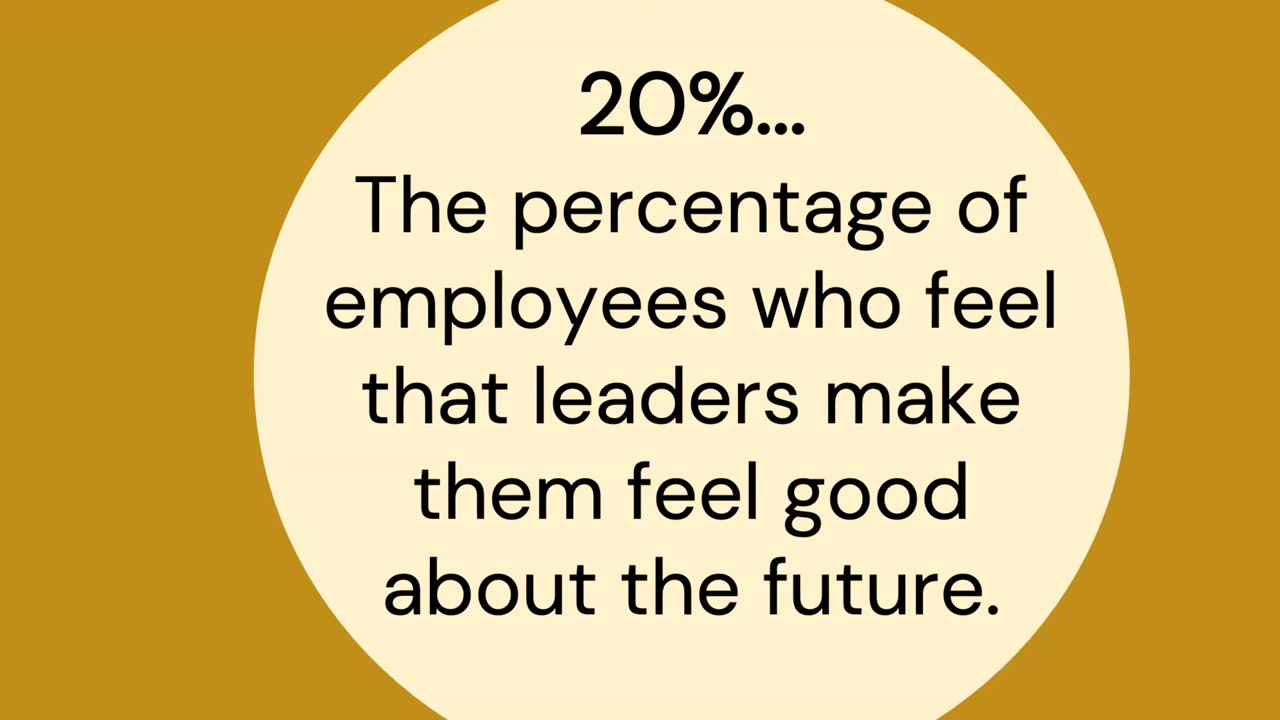 20%...
The percentage of
employees who feel
that leaders make
them feel good
about the future.